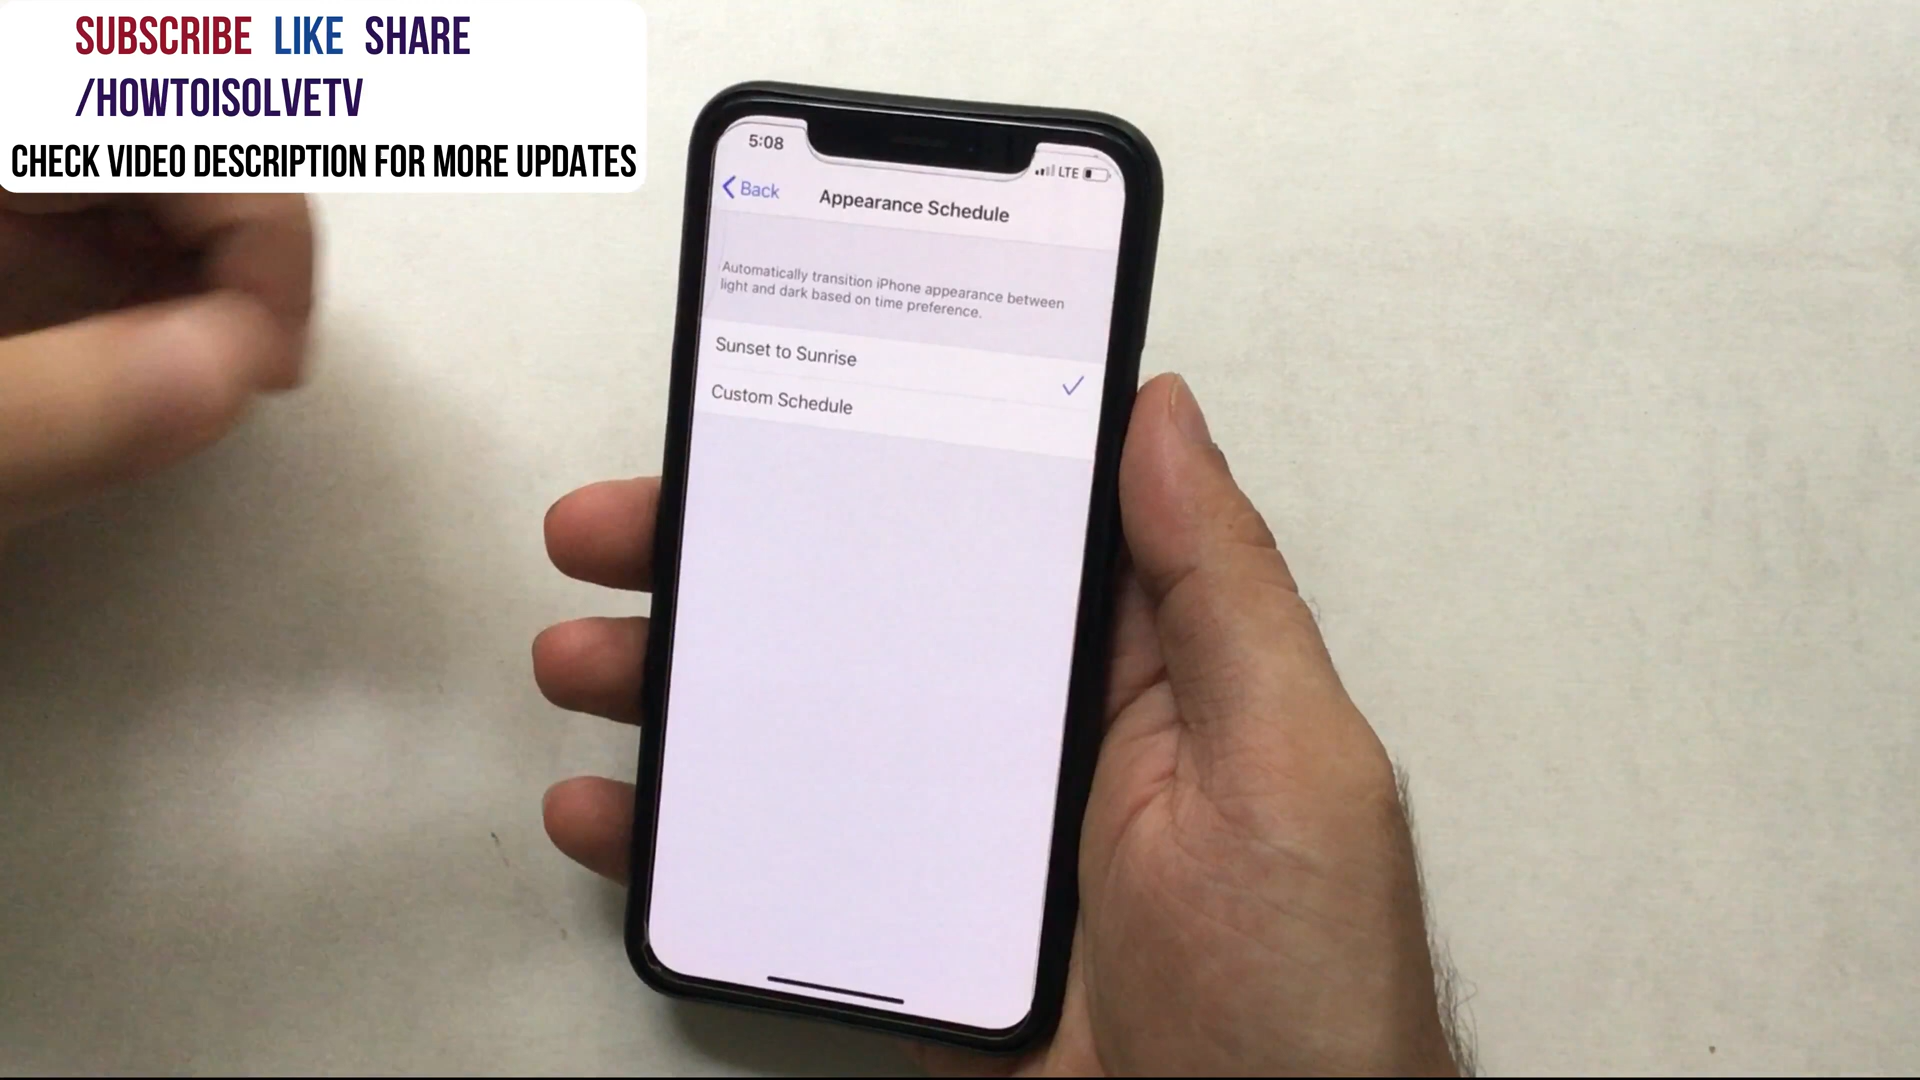 SUBSCRIBE LIKE SHARE
/HOWTOISOLVETV
CHECK VIDEO DESCRIPTION FOR MORE UPDATES
5:08
LTE
Back
Appearance Schedule
Automatically transition iPhone appearance between
light and dark based on time preference.
Sunset to Sunrise
Custom Schedule